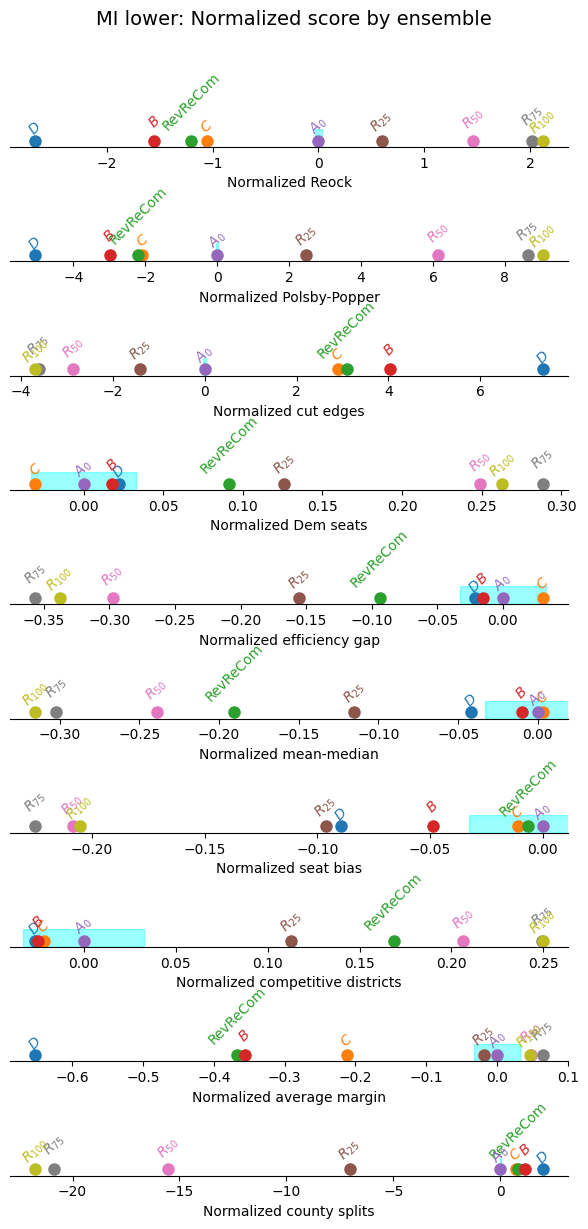 MI lower: Normalized score by ensemble
D B RevReCom C A0 R25 R50 R75 R100
−2 −1 0 1 2
Normalized Reock
D B RevReCom C A0 R25 R50 R75 R100
−4 −2 0 2 4 6 8
Normalized Polsby-Popper
R100 R75 R50 R25 A0 C RevReCom B D
−4 −2 0 2 4 6
Normalized cut edges
C A0 B D RevReCom R25 R50 R100 R75
0.00 0.05 0.10 0.15 0.20 0.25 0.30
Normalized Dem seats
R75 R100 R50 R25 RevReCom D B A0 C
−0.35 −0.30 −0.25 −0.20 −0.15 −0.10 −0.05 0.00
Normalized efficiency gap
R100 R75 R50 RevReCom R25 D B A0 C
−0.30 −0.25 −0.20 −0.15 −0.10 −0.05 0.00
Normalized mean-median
R75 R50 R100 R25 D B C RevReCom A0
−0.20 −0.15 −0.10 −0.05 0.00
Normalized seat bias
D B C A0 R25 RevReCom R50 R75 R100
0.00 0.05 0.10 0.15 0.20 0.25
Normalized competitive districts
D RevReCom B C R25 A0 R50 R100 R75
−0.6 −0.5 −0.4 −0.3 −0.2 −0.1 0.0 0.1
Normalized average margin
R100 R75 R50 R25 A0 C RevReCom B D
−20 −15 −10 −5 0
Normalized county splits